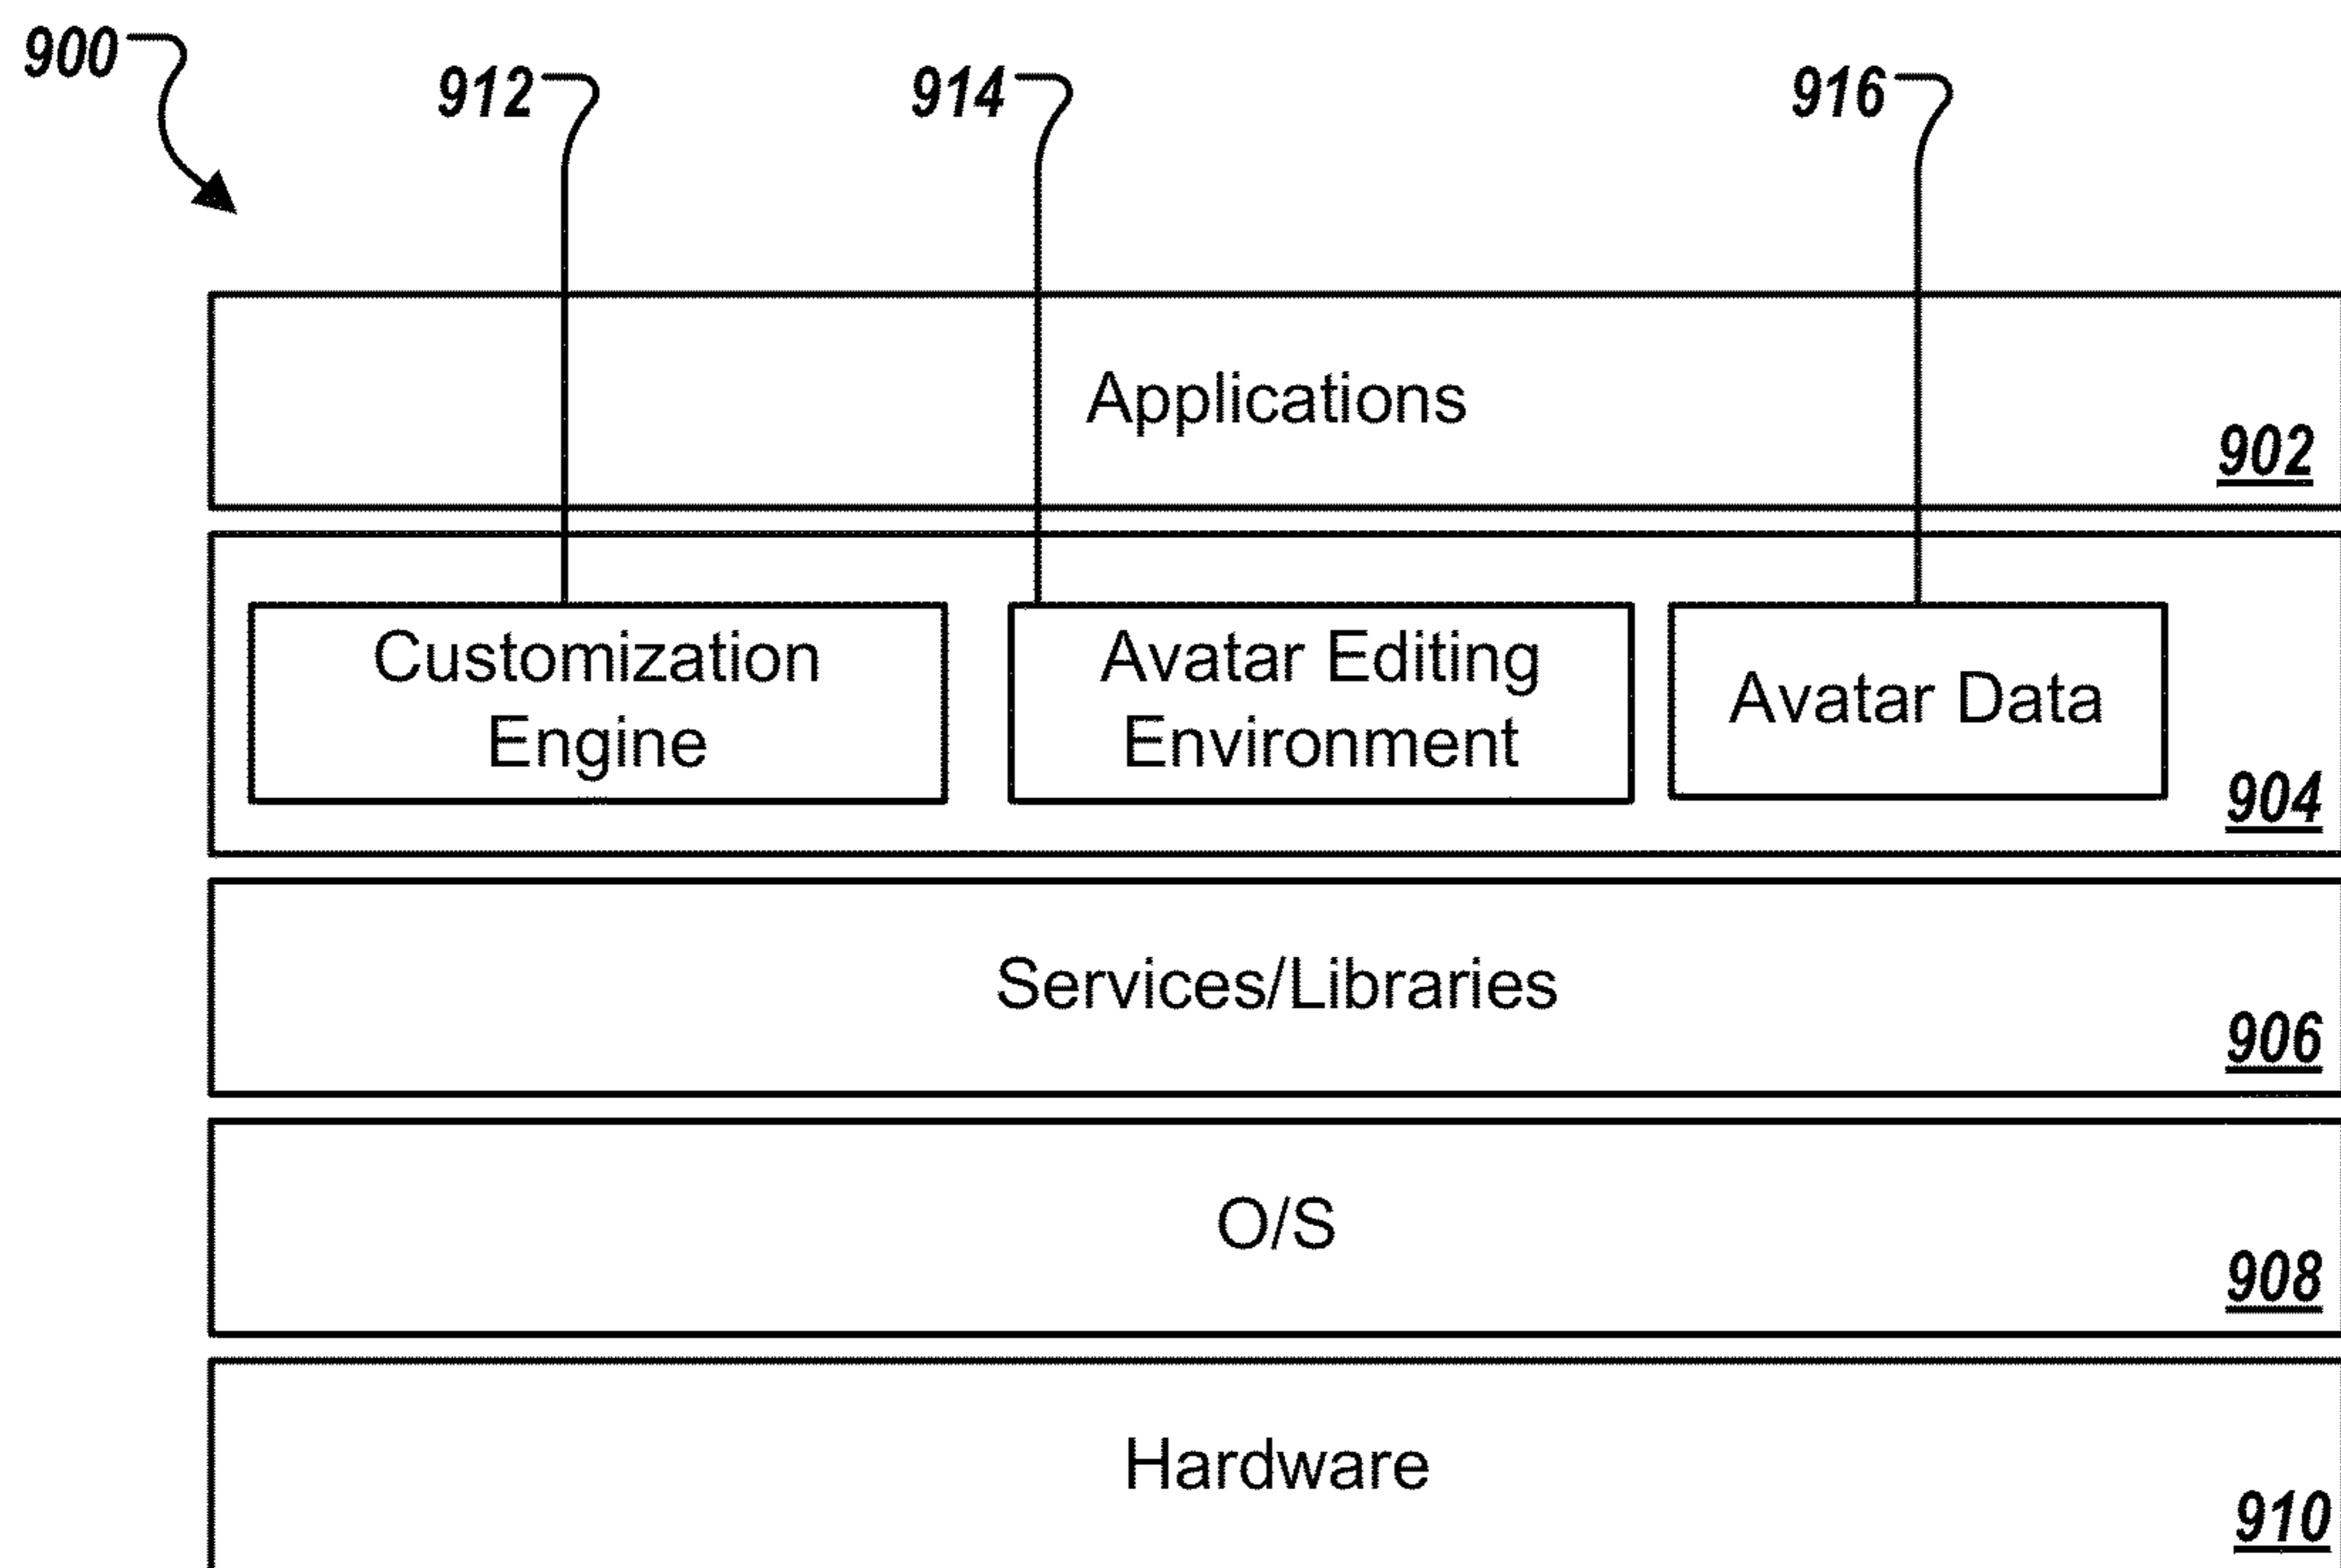 900
912
914
916
Applications
902
Customization
Engine
Avatar Editing
Environment
Avatar Data
904
Services/Libraries
906
O/S
908
Hardware
910